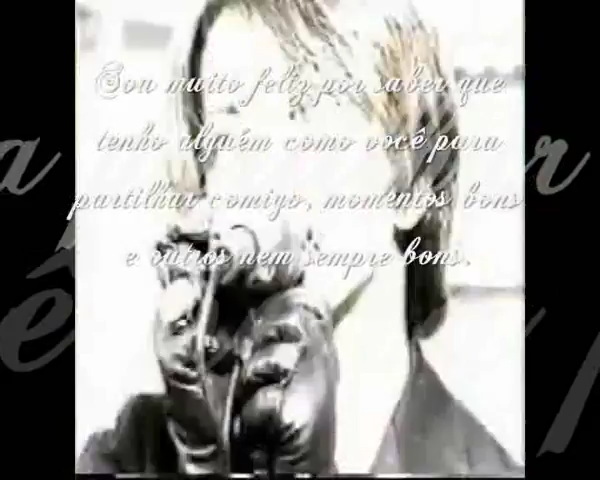 Sou muito feliz por saber que
tenho alguém como você para
partilhar comigo, momentos bons
e outros nem sempre bons.